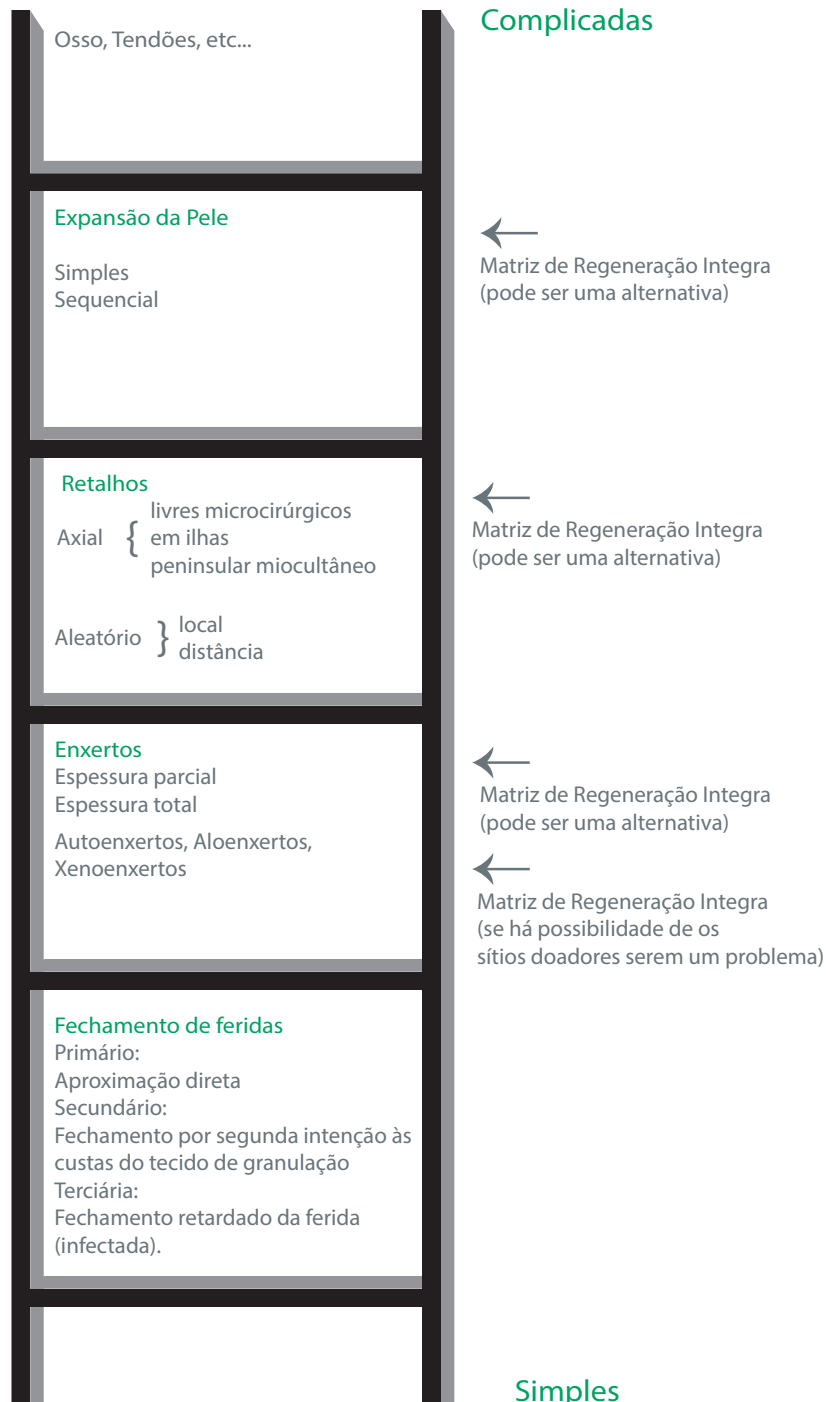 Complicadas
Osso, Tendões, etc...
Expansão da Pele
Simples
Sequencial
Matriz de Regeneração Integra
(pode ser uma alternativa)
Retalhos
Axial { livres microcirúrgicos
em ilhas
peninsular miocultâneo
Aleatório } local
distância
Matriz de Regeneração Integra
(pode ser uma alternativa)
Enxertos
Espessura parcial
Espessura total
Autoenxertos, Aloenxertos,
Xenoenxertos
Matriz de Regeneração Integra
(pode ser uma alternativa)
Matriz de Regeneração Integra
(se há possibilidade de os
sítios doadores serem um problema)
Fechamento de feridas
Primário:
Aproximação direta
Secundário:
Fechamento por segunda intenção às
custas do tecido de granulação
Terciária:
Fechamento retardado da ferida
(infectada).
Simples